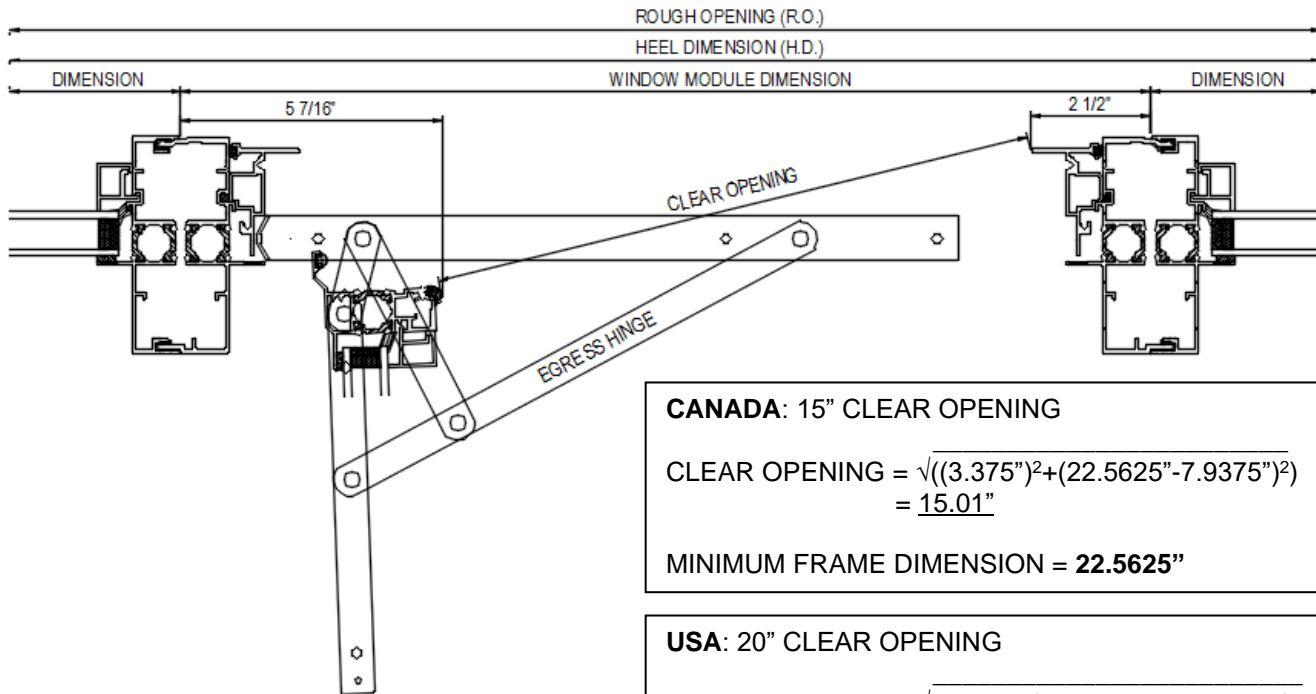 ROUGH OPENING (R.O.)
HEEL DIMENSION (H.D.)
DIMENSION WINDOW MODULE DIMENSION DIMENSION
5 7/16" 2 1/2"
CLEAR OPENING
EGRESS HINGE
CANADA: 15” CLEAR OPENING
CLEAR OPENING = √((3.375”)²+(22.5625”-7.9375”)²)
= 15.01”
MINIMUM FRAME DIMENSION = 22.5625”
USA: 20” CLEAR OPENING